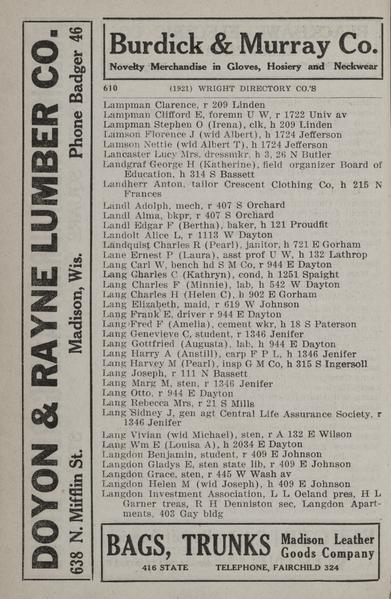 DOYON & RAYNE LUMBER CO.
638 N. Mifflin St. Madison, Wis. Phone Badger 46
Burdick & Murray Co.
Novelty Merchandise in Gloves, Hosiery and Neckwear
610 (1921) WRIGHT DIRECTORY CO.'S
Lampman Clarence, r 209 Linden
Lampman Clifford E, foremn U W, r 1722 Univ av
Lampman Stephen O (Irena), clk, h 209 Linden
Lamson Florence J (wid Albert), h 1724 Jefferson
Lamson Nettie (wid Albert T), h 1724 Jefferson
Lancaster Lucy Mrs, dressmkr, h 3, 26 N Butler
Landgraf George H (Katherine), field organizer Board of
Education, h 314 S Bassett
Landherr Anton, tailor Crescent Clothing Co, h 215 N
Frances
Landl Adolph, mech, r 407 S Orchard
Landl Alma, bkpr, r 407 S Orchard
Landl Edgar F (Bertha), baker, h 121 Proudfit
Landolt Alice L, r 1113 W Dayton
Landquist Charles R (Pearl), janitor, h 721 E Gorham
Lane Ernest P (Laura), asst prof U W, h 132 Lathrop
Lang Carl W, bench hd S M Co, r 944 E Dayton
Lang Charles C (Kathryn), cond, h 1251 Spaight
Lang Charles F (Minnie), lab, h 542 W Dayton
Lang Charles H (Helen C), h 902 E Gorham
Lang Elizabeth, maid, r 619 W Johnson
Lang Frank E, driver r 944 E Dayton
Lang Fred F (Amelia), cement wkr, h 18 S Paterson
Lang Genevieve C, student, r 1346 Jenifer
Lang Gottfried (Augusta), lab, h 944 E Dayton
Lang Harry A (Anstill), carp F P L, h 1346 Jenifer
Lang Harvey M (Pearl), insp G M Co, h 315 S Ingersoll
Lang Joseph, r 111 N Bassett
Lang Marg M, sten, r 1346 Jenifer
Lang Otto, r 944 E Dayton
Lang Rebecca Mrs, r 21 S Mills
Lang Sidney J, gen agt Central Life Assurance Society, r
1346 Jenifer
Lang Vivian (wid Michael), sten, r A 132 E Wilson
Lang Wm E (Louisa A), h 2034 E Dayton
Langdon Benjamin, student, r 409 E Johnson
Langdon Gladys E, sten state lib, r 409 E Johnson
Langdon Grace, sten, r 445 W Wash av
Langdon Helen M (wid Joseph), h 409 E Johnson
Langdon Investment Association, L L Oeland pres, H L
Garner treas, R H Denniston sec, Langdon Apart-
ments, 403 Gay bldg
BAGS, TRUNKS Madison Leather
Goods Company
416 STATE TELEPHONE, FAIRCHILD 324